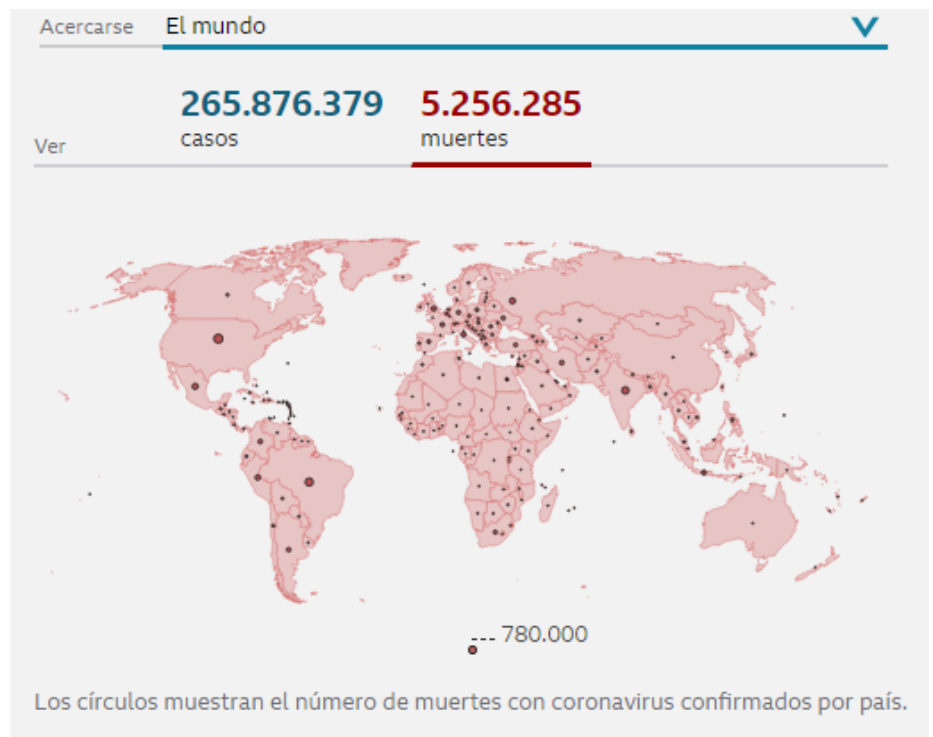 Acercarse El mundo
265.876.379 5.256.285
Ver casos muertes
780.000
Los círculos muestran el número de muertes con coronavirus confirmados por país.